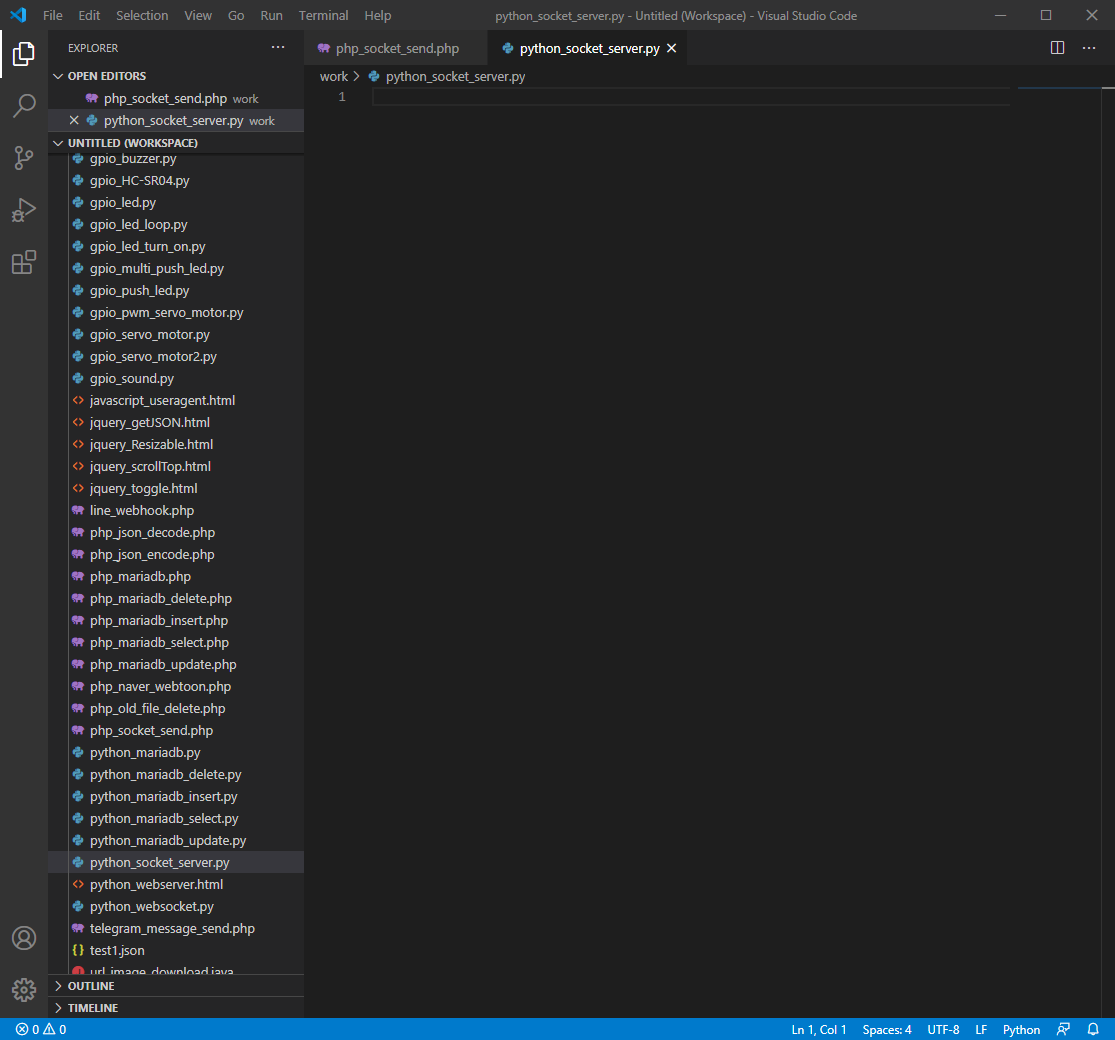 File Edit Selection View Go Run Terminal Help python_socket_server.py - Untitled (Workspace) - Visual Studio Code
EXPLORER
OPEN EDITORS
php_socket_send.php work
python_socket_server.py work
UNTITLED (WORKSPACE)
gpio_buzzer.py
gpio_HC-SR04.py
gpio_led.py
gpio_led_loop.py
gpio_led_turn_on.py
gpio_multi_push_led.py
gpio_push_led.py
gpio_pwm_servo_motor.py
gpio_servo_motor.py
gpio_servo_motor2.py
gpio_sound.py
javascript_useragent.html
jquery_getJSON.html
jquery_Resizable.html
jquery_scrollTop.html
jquery_toggle.html
line_webhook.php
php_json_decode.php
php_json_encode.php
php_mariadb.php
php_mariadb_delete.php
php_mariadb_insert.php
php_mariadb_select.php
php_mariadb_update.php
php_naver_webtoon.php
php_old_file_delete.php
php_socket_send.php
python_mariadb.py
python_mariadb_delete.py
python_mariadb_insert.py
python_mariadb_select.py
python_mariadb_update.py
python_socket_server.py
python_webserver.html
python_websocket.py
telegram_message_send.php
test1.json
url_image_download.java
OUTLINE
TIMELINE
php_socket_send.php python_socket_server.py
work > python_socket_server.py
1
0 0 Ln 1, Col 1 Spaces: 4 UTF-8 LF Python